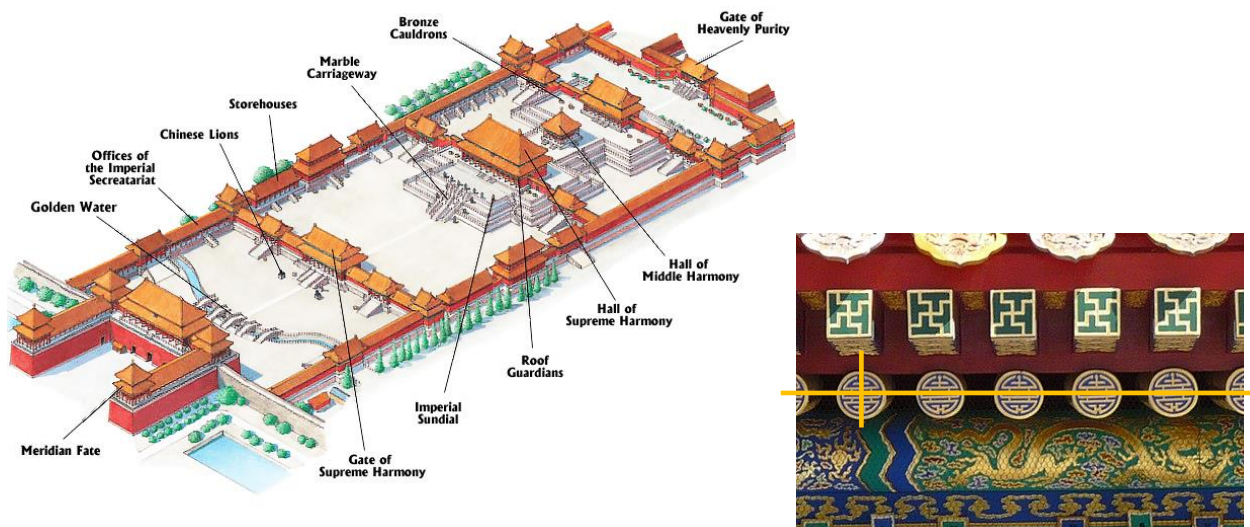 Bronze
Cauldrons
Gate of
Heavenly Purity
Marble
Carriageway
Storehouses
Chinese Lions
Offices of
the Imperial
Secreatariat
Golden Water
Hall of
Middle Harmony
Hall of
Supreme Harmony
Roof
Guardians
Imperial
Sundial
Gate of
Supreme Harmony
Meridian Fate